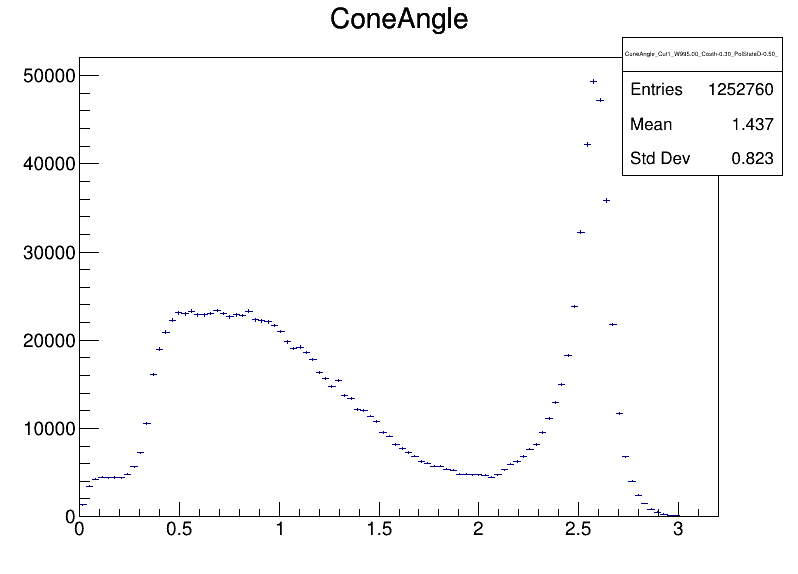 ConeAngle
ConeAngle_Cut1_W995.00_Costh-0.30_PolStateD-0.50_
Entries 1252760
Mean 1.437
Std Dev 0.823
50000
40000
30000
20000
10000
0
0 0.5 1 1.5 2 2.5 3